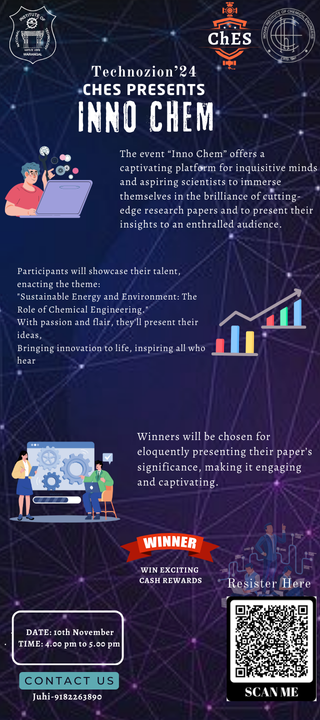 INSTITUTE OF
SINCE 1959
WARANGAL
ChES
Technozion'24
CHES PRESENTS
INNO CHEM
The event "Inno Chem" offers a
captivating platform for inquisitive minds
and aspiring scientists to immerse
themselves in the brilliance of cutting-
edge research papers and to present their
insights to an enthralled audience.
Participants will showcase their talent,
enacting the theme:
"Sustainable Energy and Environment: The
Role of Chemical Engineering."
With passion and flair, they'll present their
ideas,
Bringing innovation to life, inspiring all who
hear
Winners will be chosen for
eloquently presenting their paper's
significance, making it engaging
and captivating.
WINNER
WIN EXCITING
CASH REWARDS
Resister Here
DATE: 10th November
TIME: 4.00 pm to 5.00 pm
SCAN ME
CONTACT US
Juhi-9182263890